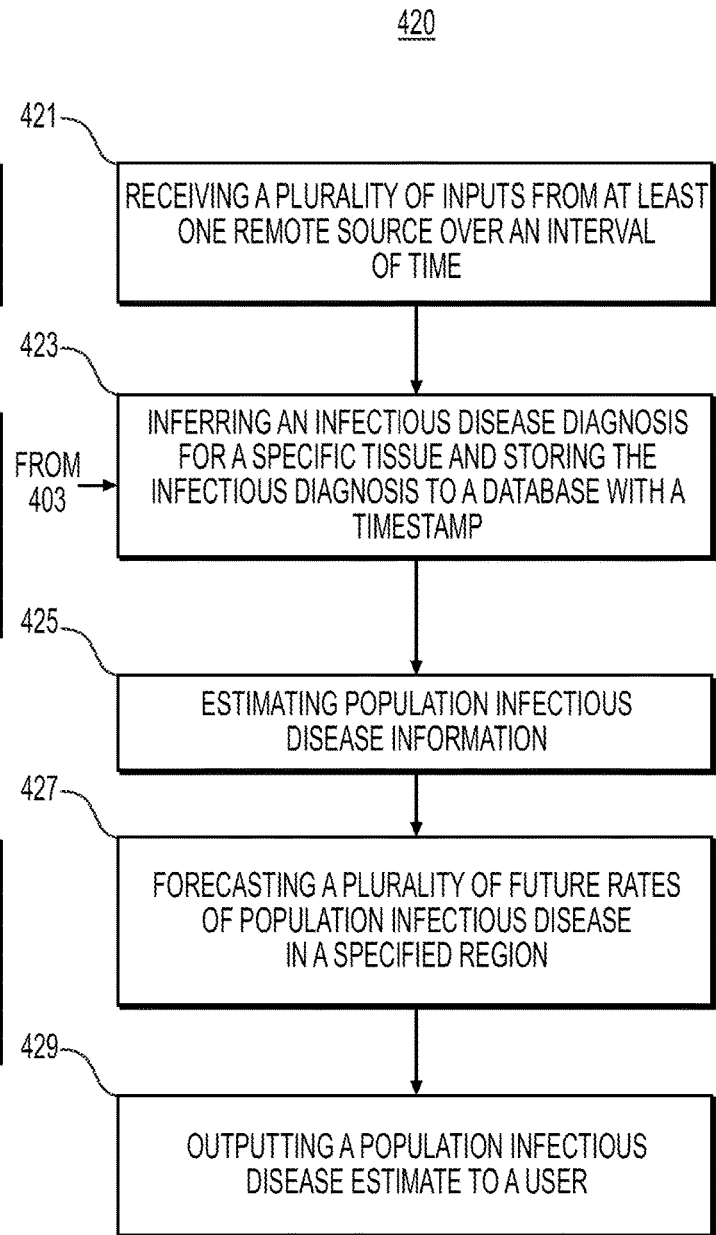 420
421
RECEIVING A PLURALITY OF INPUTS FROM AT LEAST
ONE REMOTE SOURCE OVER AN INTERVAL
OF TIME
423
INFERRING AN INFECTIOUS DISEASE DIAGNOSIS
FOR A SPECIFIC TISSUE AND STORING THE
INFECTIOUS DIAGNOSIS TO A DATABASE WITH A
TIMESTAMP
FROM
403
425
ESTIMATING POPULATION INFECTIOUS
DISEASE INFORMATION
427
FORECASTING A PLURALITY OF FUTURE RATES
OF POPULATION INFECTIOUS DISEASE
IN A SPECIFIED REGION
429
OUTPUTTING A POPULATION INFECTIOUS
DISEASE ESTIMATE TO A USER